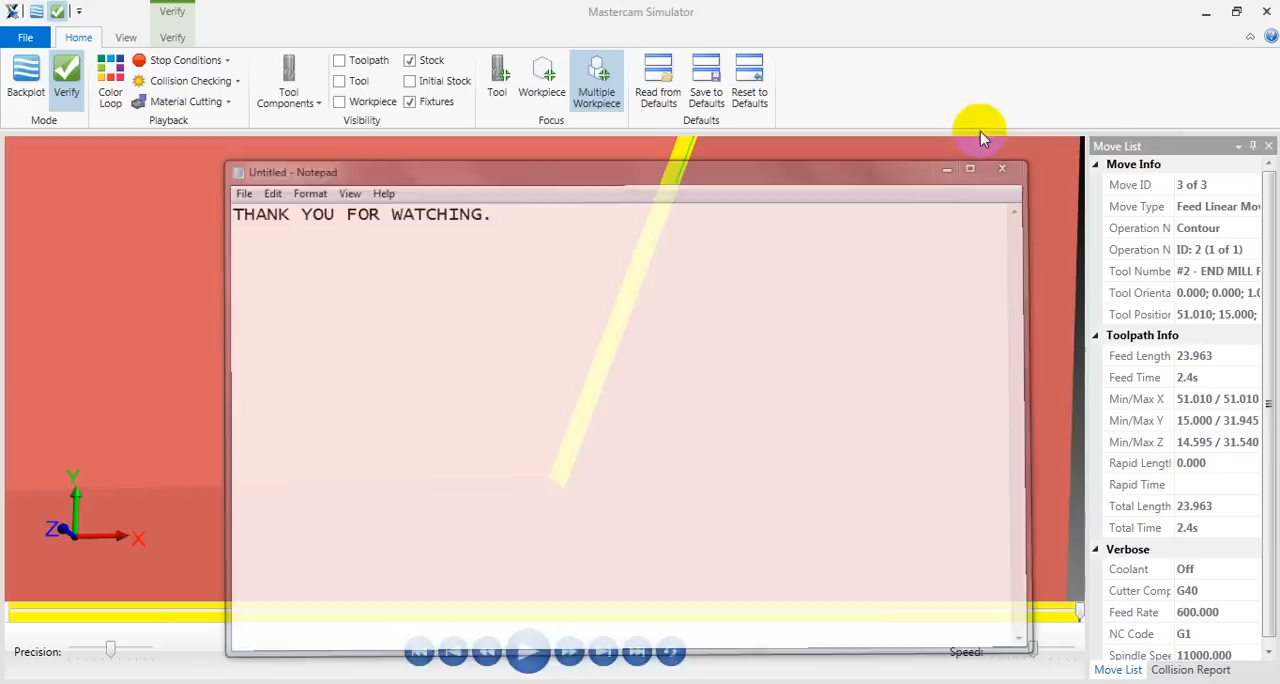 Verify
Mastercam Simulator
File
Home
View
Verify
Backplot
Verify
Mode
Color Loop
Stop Conditions
Collision Checking
Material Cutting
Playback
Tool Components
Toolpath
Tool
Workpiece
Stock
Initial Stock
Fixtures
Visibility
Tool
Workpiece
Multiple Workpiece
Focus
Read from Defaults
Save to Defaults
Reset to Defaults
Defaults
Untitled - Notepad
File Edit Format View Help
THANK YOU FOR WATCHING.
Y
Z
X
Precision:
Speed:
Move List
Move Info
Move ID 3 of 3
Move Type Feed Linear Mo
Operation N Contour
Operation N ID: 2 (1 of 1)
Tool Numbe #2 - END MILL F
Tool Orienta 0.000; 0.000; 1.0
Tool Position 51.010; 15.000;
Toolpath Info
Feed Length 23.963
Feed Time 2.4s
Min/Max X 51.010 / 51.010
Min/Max Y 15.000 / 31.945
Min/Max Z 14.595 / 31.540
Rapid Lengt 0.000
Rapid Time
Total Length 23.963
Total Time 2.4s
Verbose
Coolant Off
Cutter Comp G40
Feed Rate 600.000
NC Code G1
Spindle Spee 11000.000
Move List
Collision Report